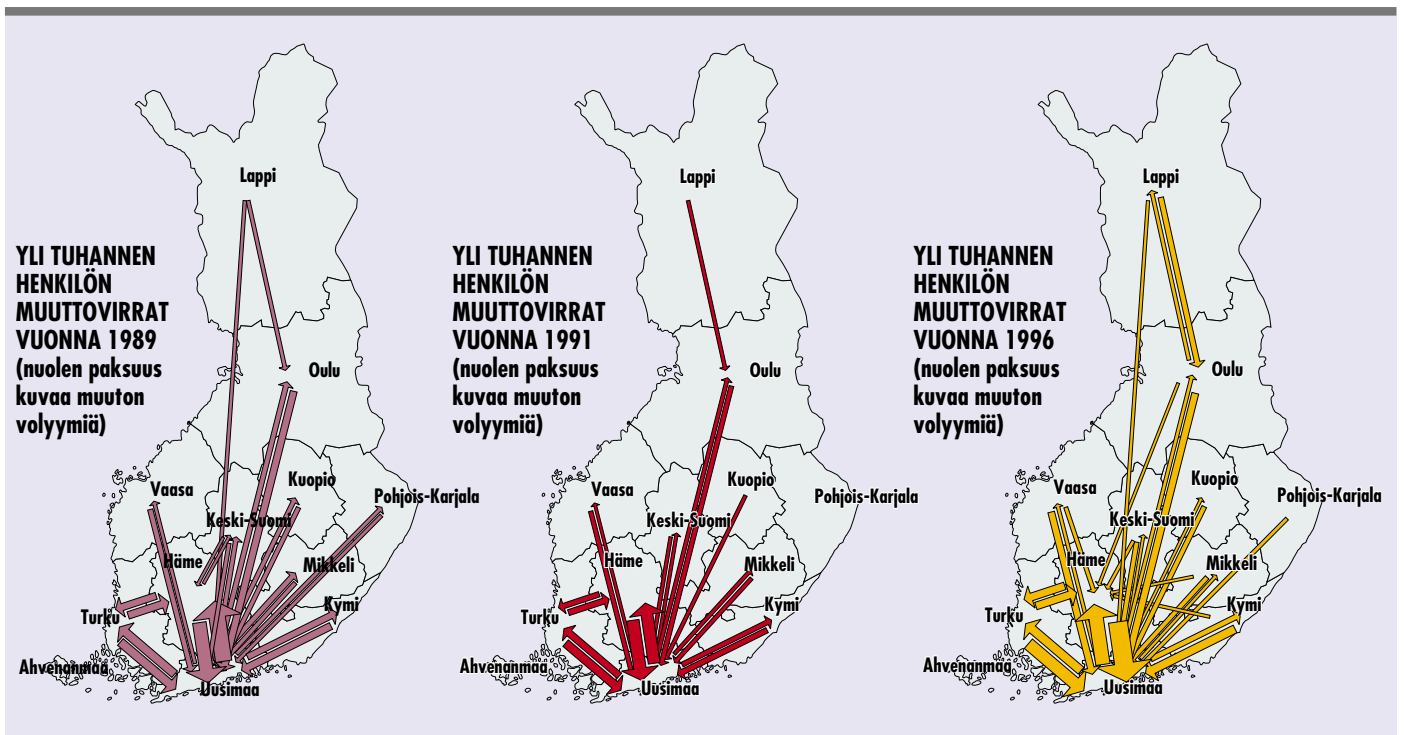 YLI TUHANNEN
HENKILÖN
MUUTTOVIRRAT
VUONNA 1989
(nuolen paksuus
kuvaa muuton
volyymiä)
Lappi
Oulu
Vaasa
Kuopio
Pohjois-Karjala
Keski-Suomi
Häme
Mikkeli
Kymi
Turku
Ahvenanmaa
Uusimaa
YLI TUHANNEN
HENKILÖN
MUUTTOVIRRAT
VUONNA 1991
(nuolen paksuus
kuvaa muuton
volyymiä)
Lappi
Oulu
Vaasa
Kuopio
Pohjois-Karjala
Keski-Suomi
Häme
Mikkeli
Kymi
Turku
Ahvenanmaa
Uusimaa
YLI TUHANNEN
HENKILÖN
MUUTTOVIRRAT
VUONNA 1996
(nuolen paksuus
kuvaa muuton
volyymiä)
Lappi
Oulu
Vaasa
Kuopio
Pohjois-Karjala
Keski-Suomi
Häme
Mikkeli
Kymi
Turku
Ahvenanmaa
Uusimaa